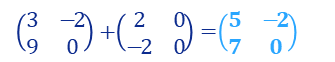 (3 −2) + (2 0) = (5 −2)
(9 0) (−2 0) (7 0)